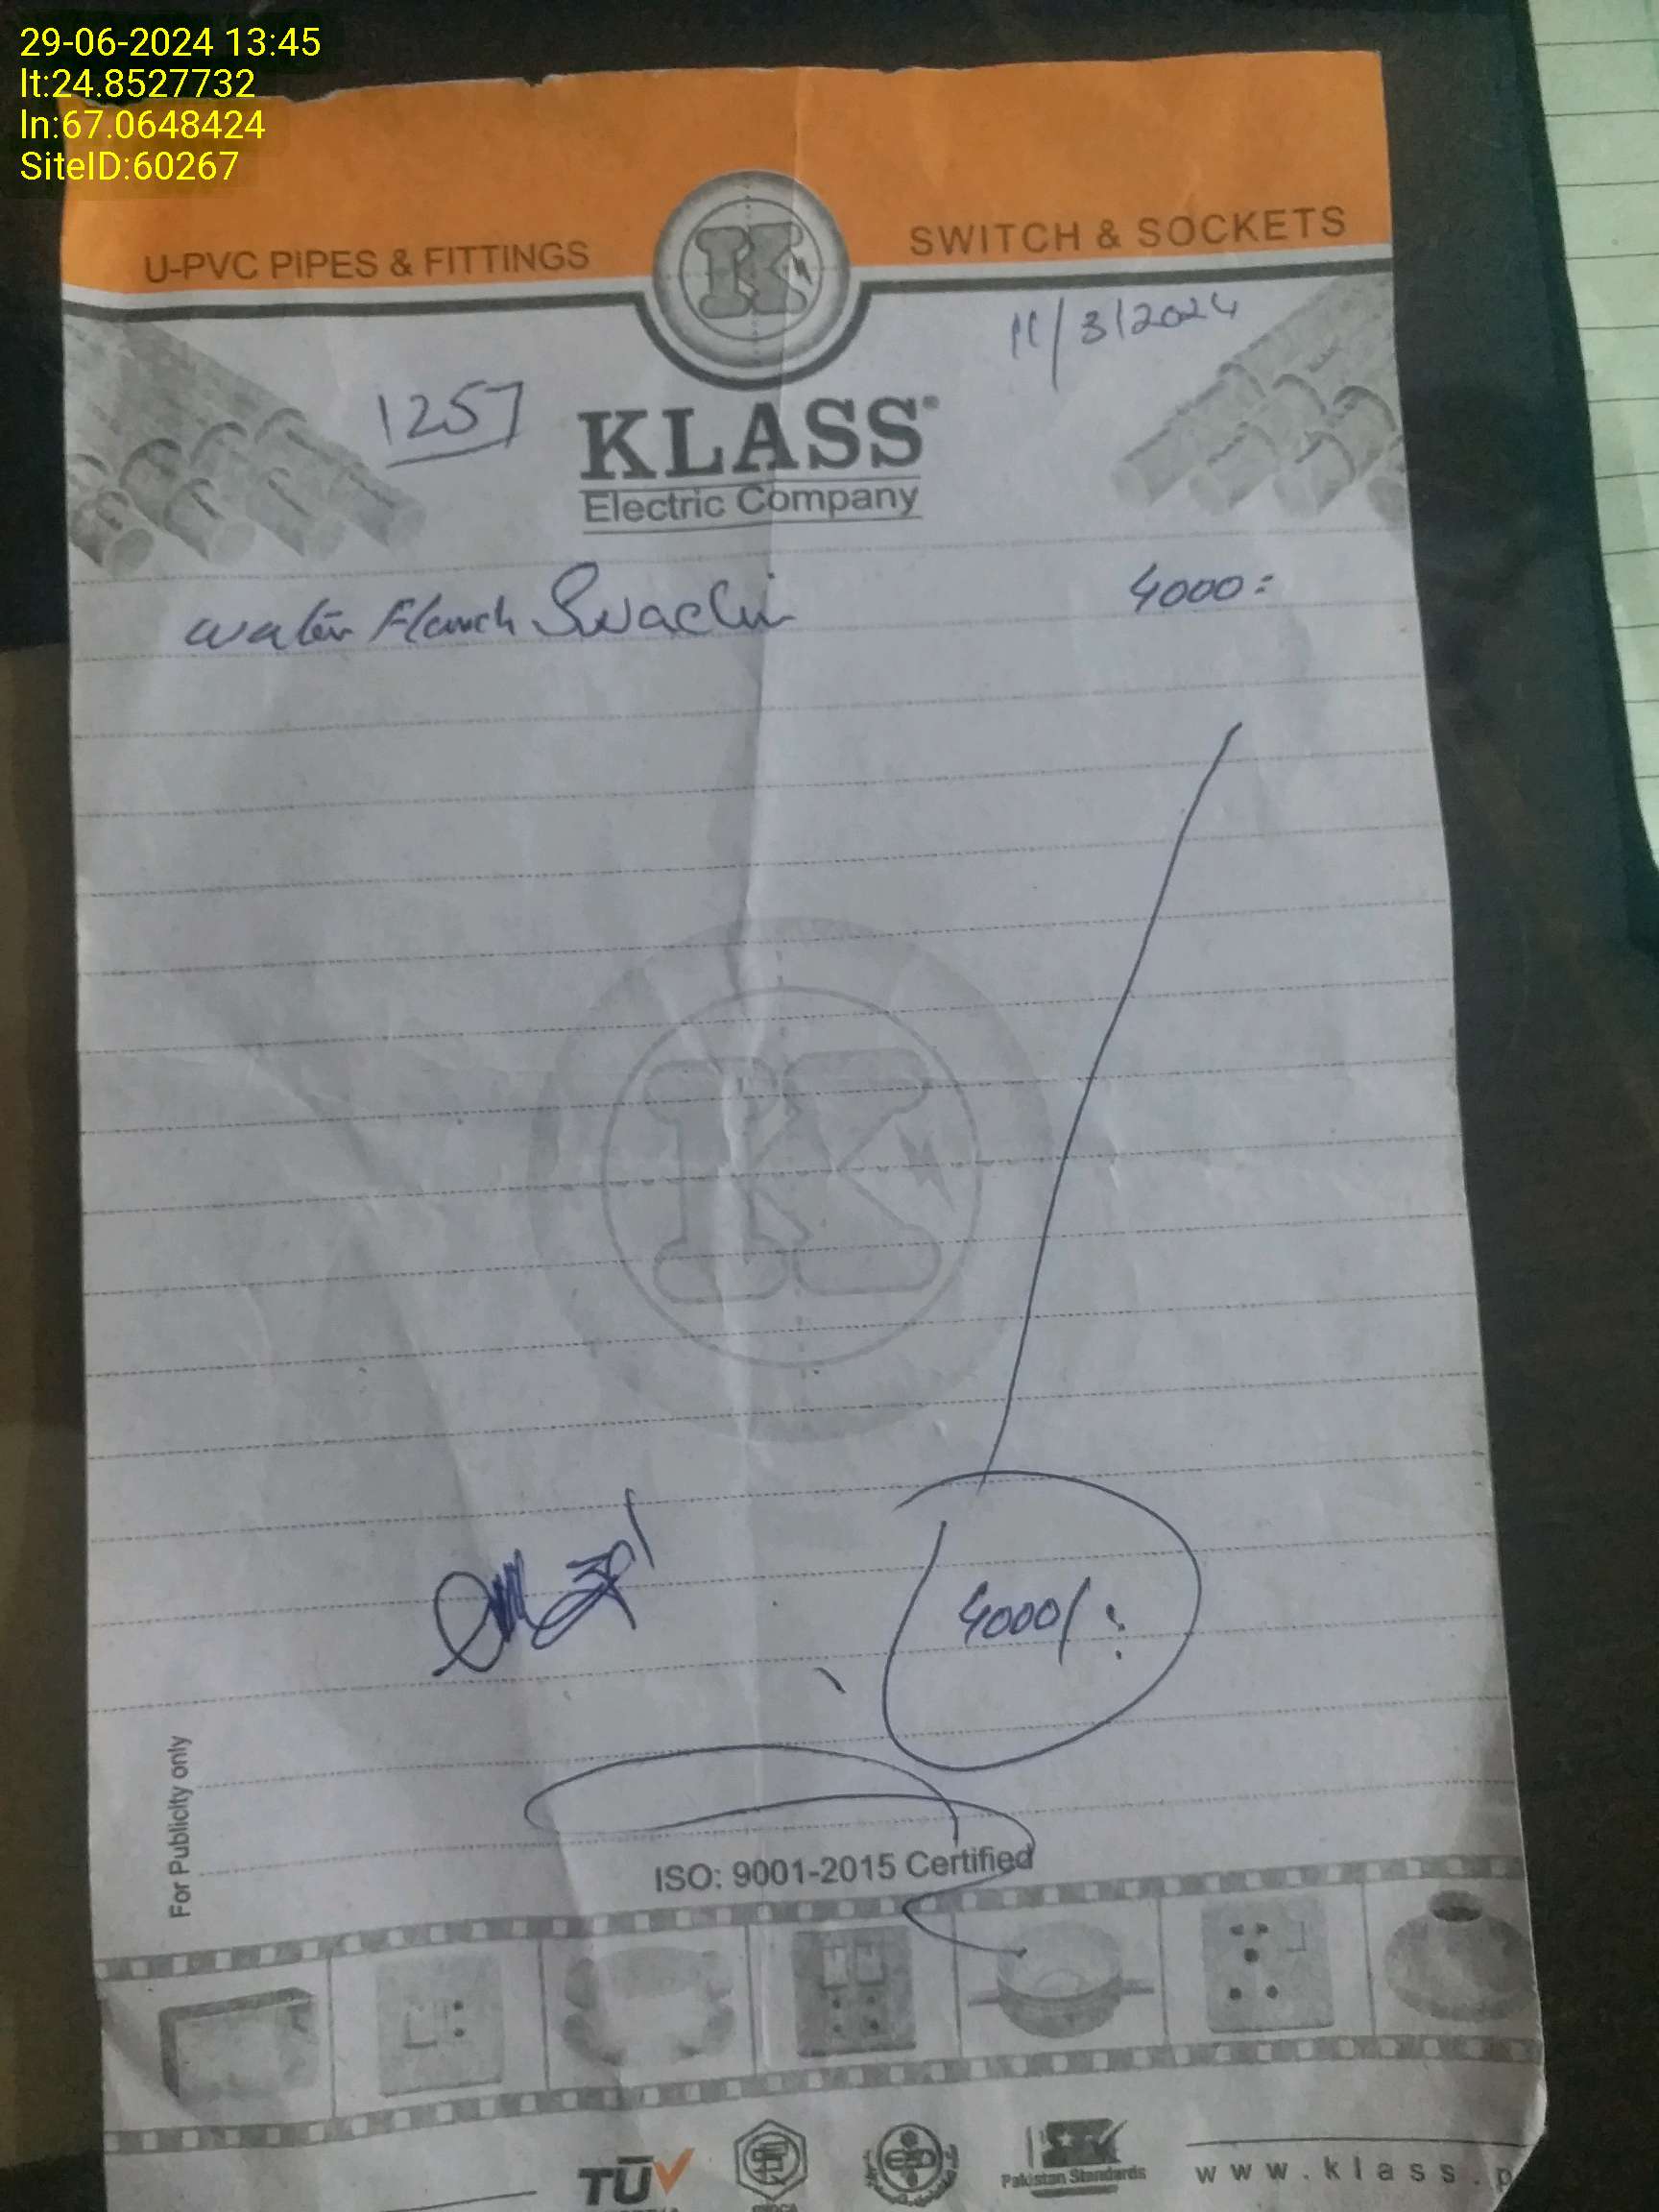 29-06-2024 13:45
lt:24.8527732
ln:67.0648424
SiteID:60267
U-PVC PIPES & FITTINGS
SWITCH & SOCKETS
K
11/3/2024
1257
KLASS®
Electric Company
water 4000=
4000/=
For Publicity only
ISO: 9001-2015 Certified
TÜV
Pakistan Standards
www.klass.p